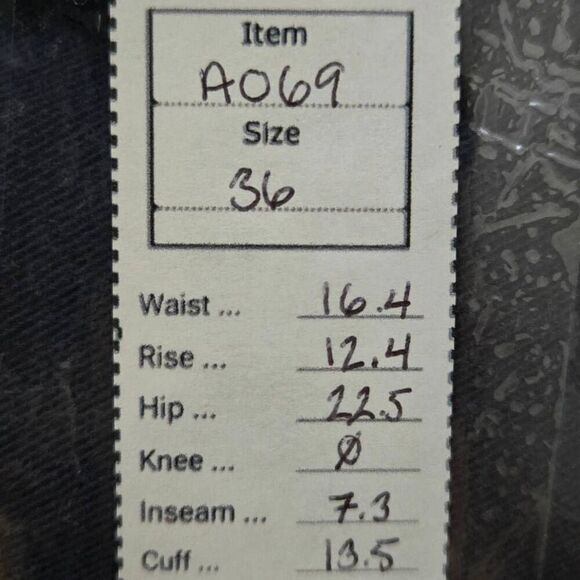 Item
A069
Size
36
Waist ... 16.4
Rise ... 12.4
Hip ... 22.5
Knee ... Ø
Inseam ... 7.3
Cuff ... 13.5